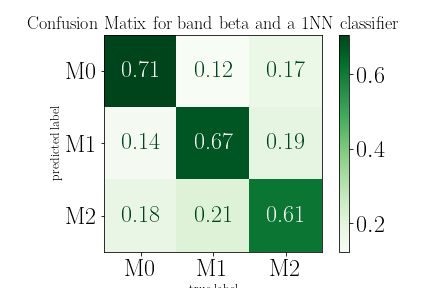 Confusion Matix for band beta and a 1NN classifier
M0 0.71 0.12 0.17
M1 0.14 0.67 0.19
M2 0.18 0.21 0.61
M0 M1 M2
predicted label
true label
0.6
0.4
0.2